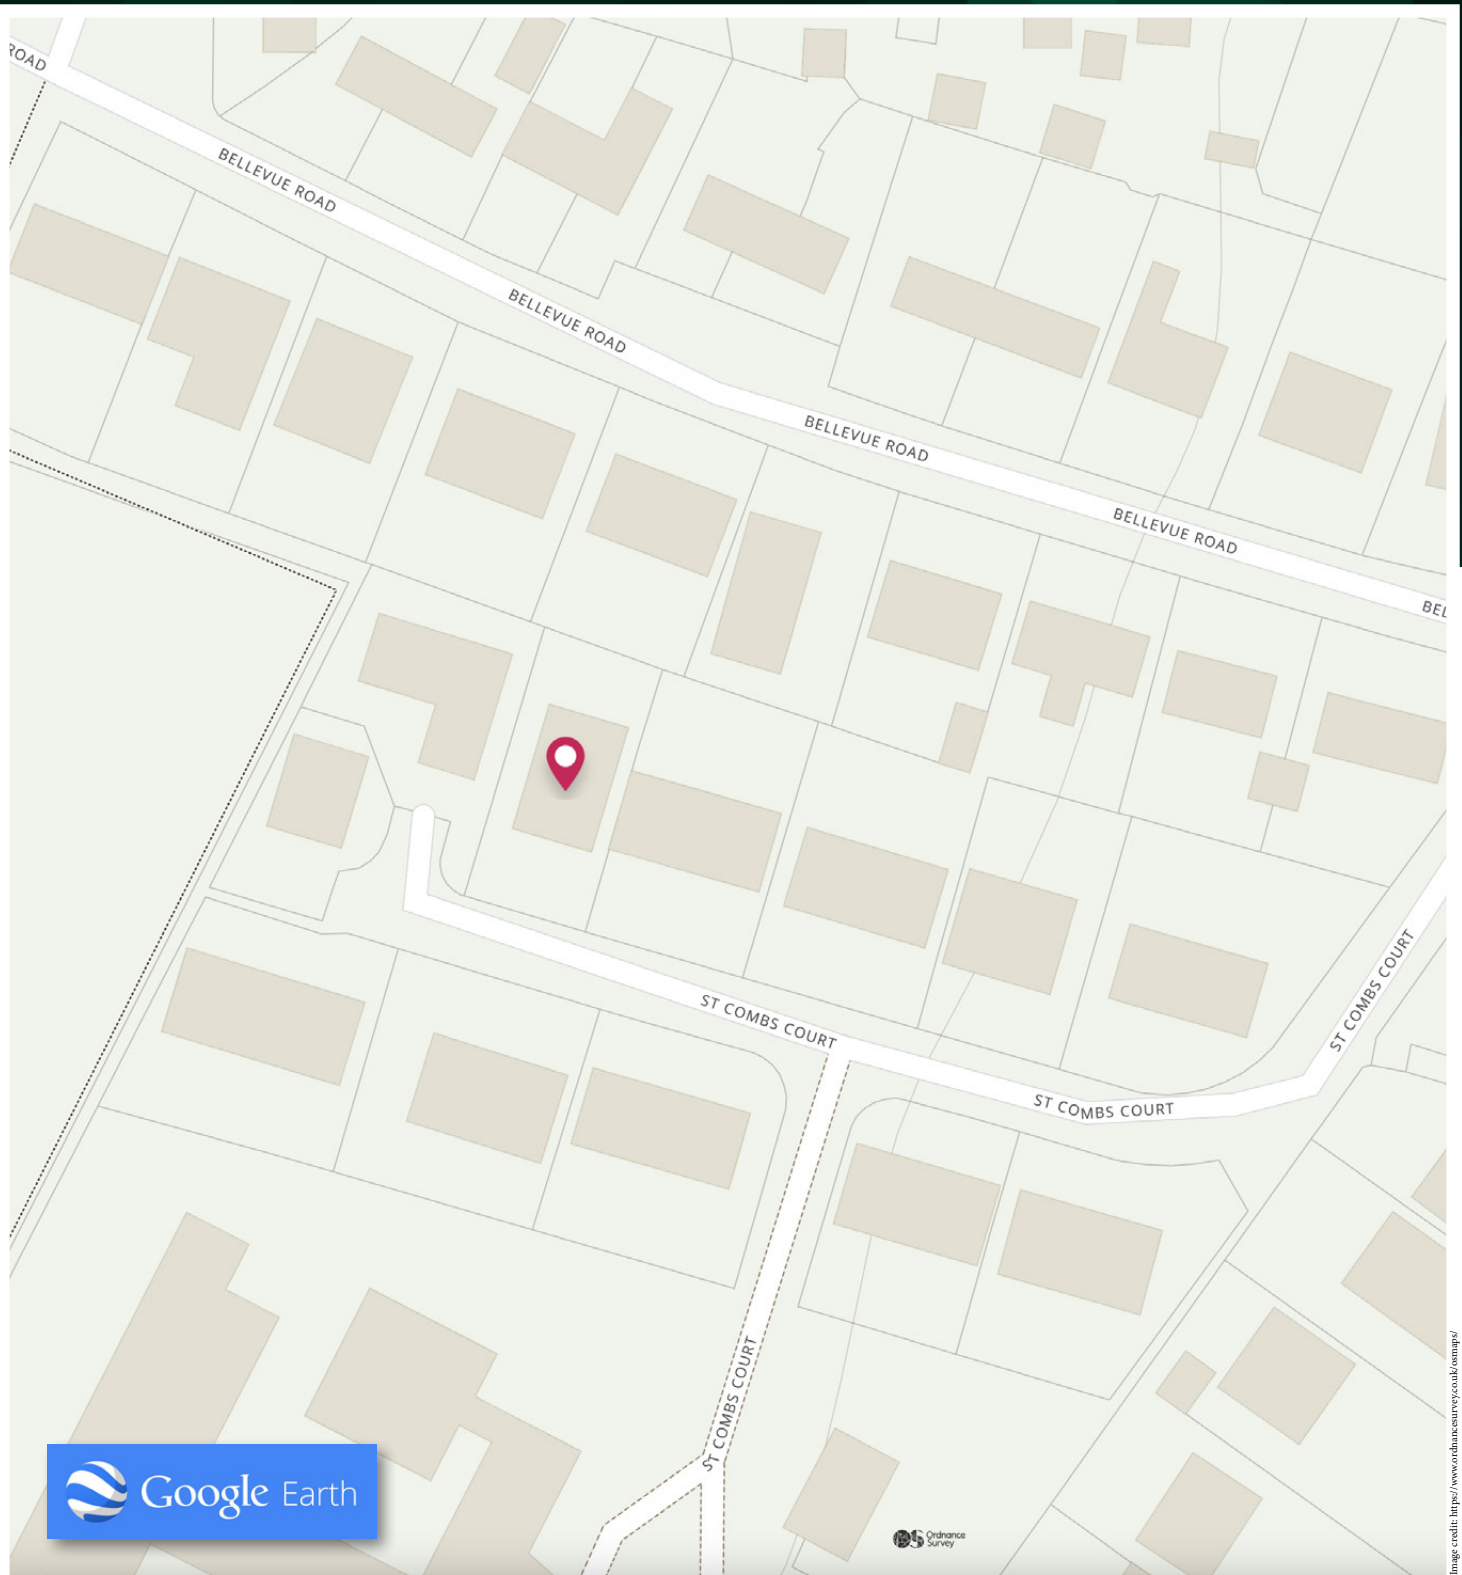 ROAD
BELLEVUE ROAD
BELLEVUE ROAD
BELLEVUE ROAD
BELLEVUE ROAD
BEL
ST COMBS COURT
ST COMBS COURT
ST COMBS COURT
ST COMBS COURT
Google Earth
Ordnance
Survey
Image credit: https://www.ordnancesurvey.co.uk/osmaps/